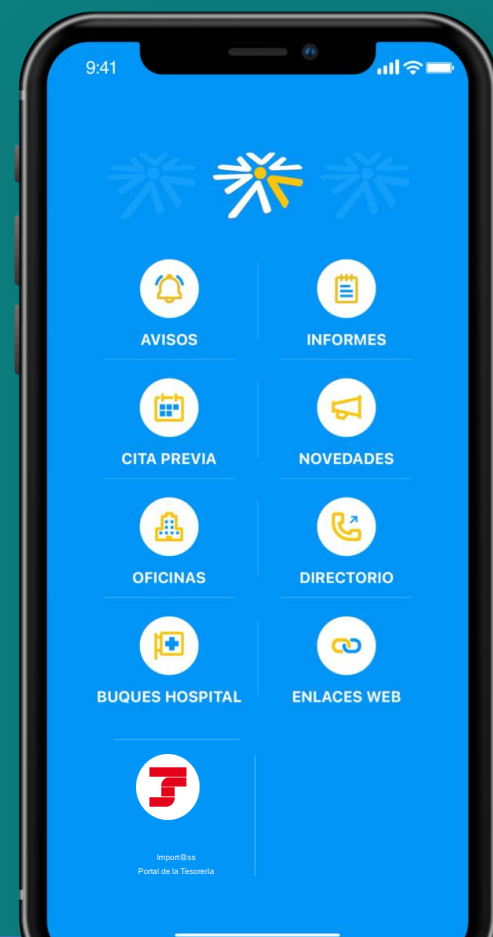 9:41
AVISOS
INFORMES
CITA PREVIA
NOVEDADES
OFICINAS
DIRECTORIO
BUQUES HOSPITAL
ENLACES WEB
Import@ss
Portal de la Tesorería